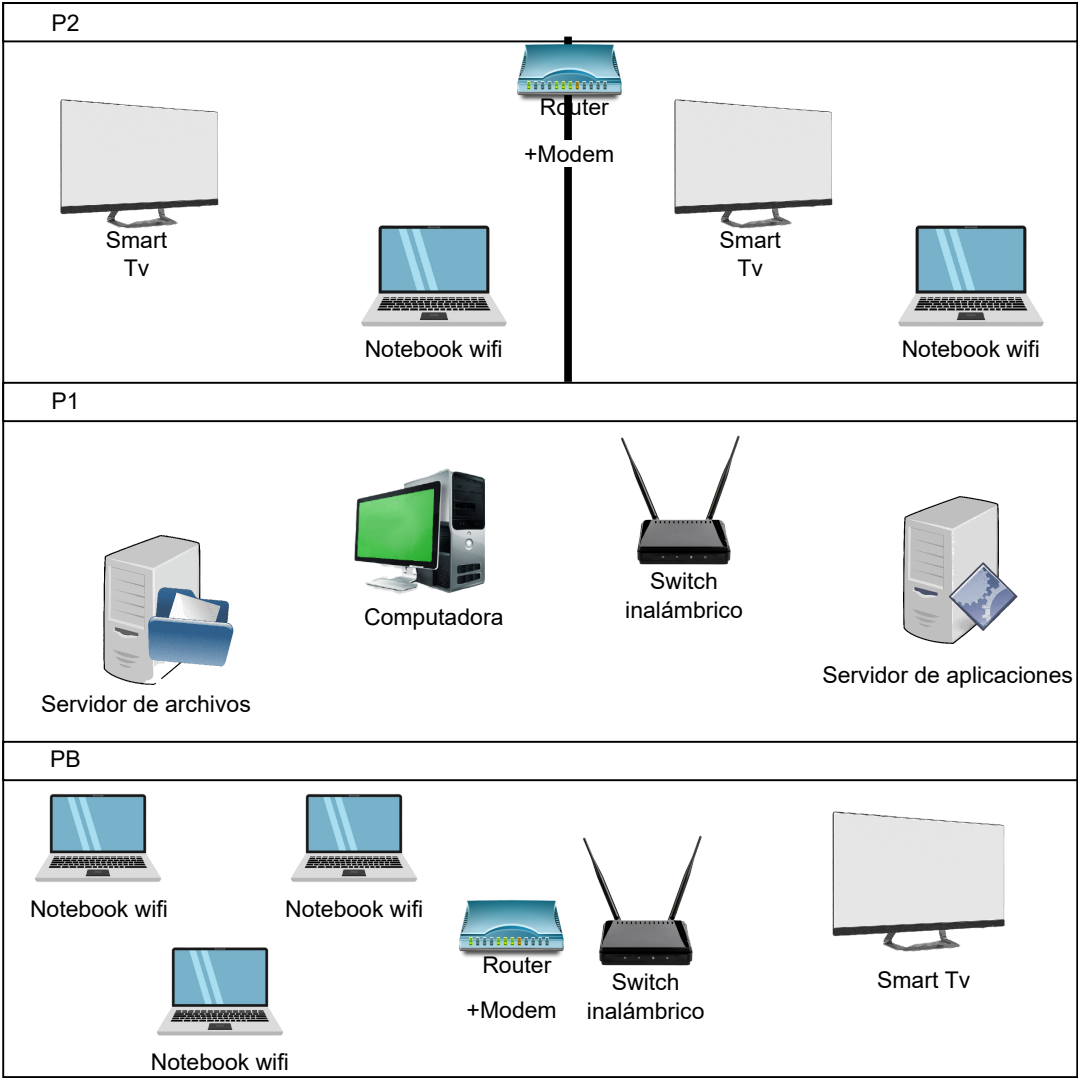 P2
Router
+Modem
Smart
Tv
Smart
Tv
Notebook wifi
Notebook wifi
P1
Computadora
Switch
inalámbrico
Servidor de archivos
Servidor de aplicaciones
PB
Notebook wifi
Notebook wifi
Router
+Modem
Switch
inalámbrico
Smart Tv
Notebook wifi